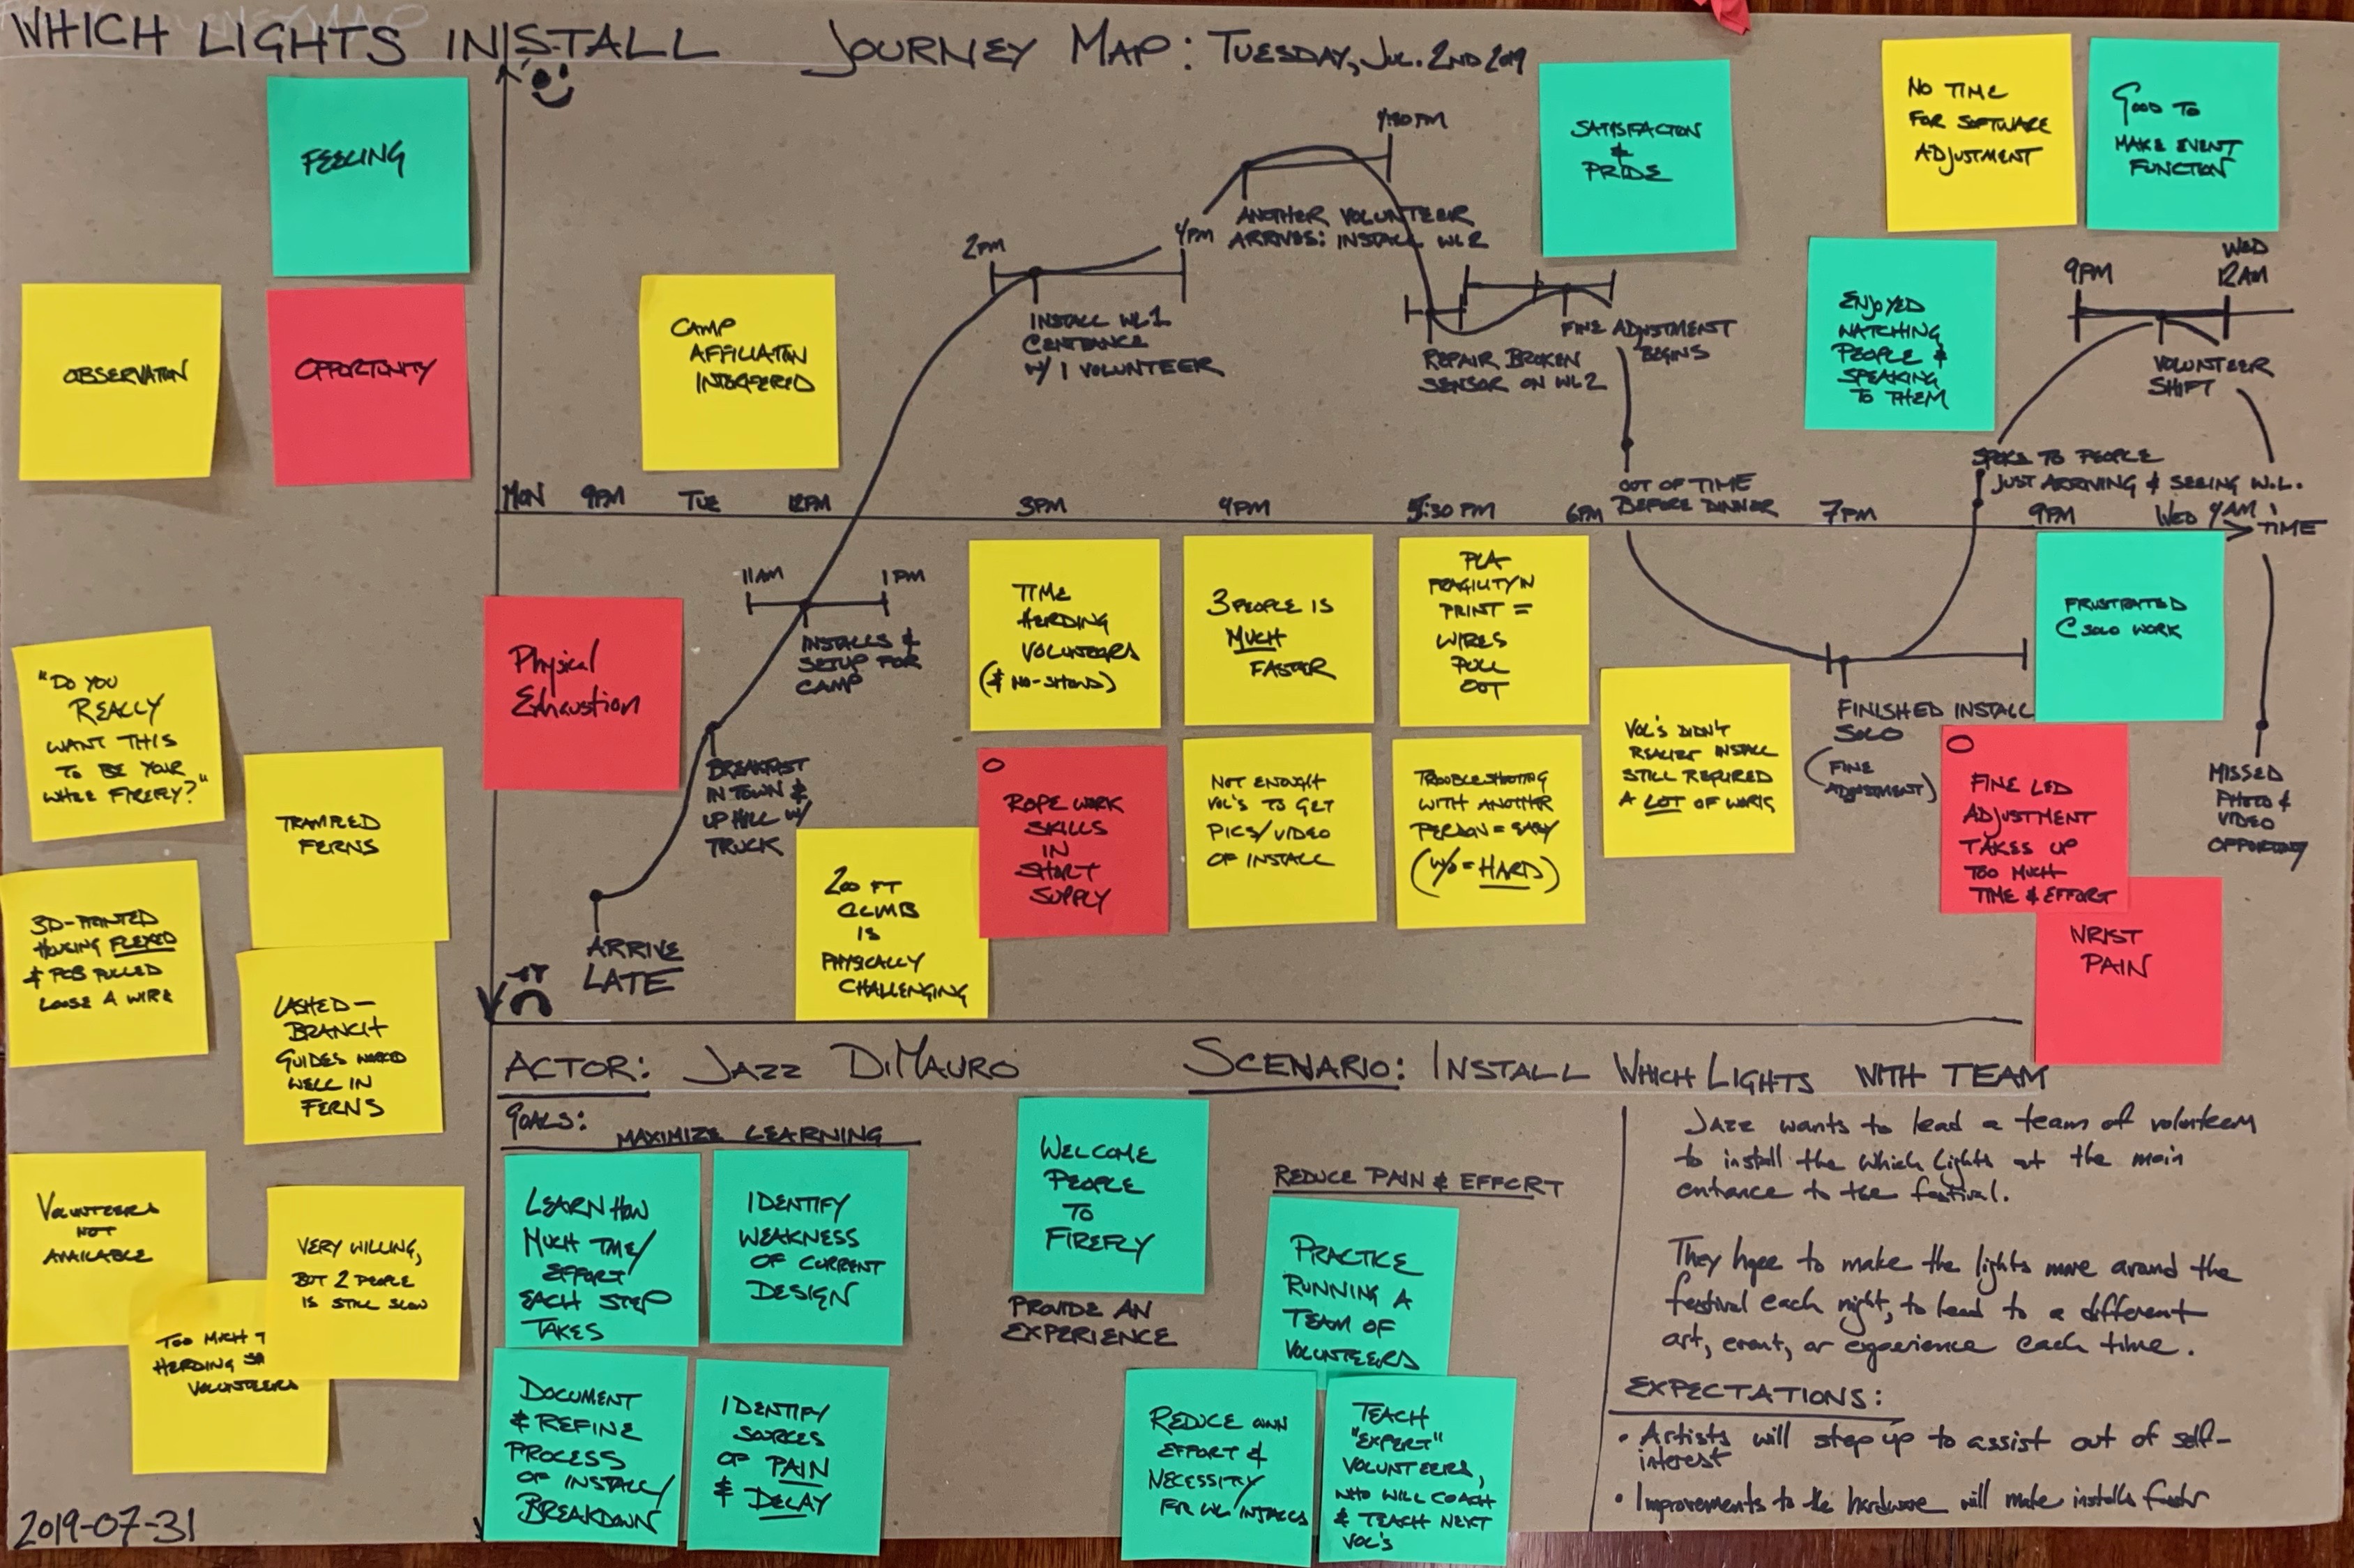 WHICH LIGHTS INSTALL JOURNEY MAP: TUESDAY, JUL. 2ND 2019
FEELING
OBSERVATION
OPPORTUNITY
CAMP
AFFILIATION
INTERFERED
2PM
4PM
INSTALL WL1
@ENTRANCE
W/ 1 VOLUNTEER
ANOTHER VOLUNTEER
ARRIVES: INSTALL WL2
REPAIR BROKEN
SENSOR ON WL2
FINE ADJUSTMENT
BEGINS
SATISFACTION
&
PRIDE
NO TIME
FOR SOFTWARE
ADJUSTMENT
GOOD TO
MAKE EVENT
FUNCTION
ENJOYED
WATCHING
PEOPLE &
SPEAKING
TO THEM
9PM
WED
12AM
VOLUNTEER
SHIFT
SPOKE TO PEOPLE
JUST ARRIVING & SEEING W.L.
OUT OF TIME
BEFORE DINNER
MON 9PM TUE 12PM 3PM 4PM 5:30 PM 6PM 7PM 9PM WED 4AM
TIME
11AM
1PM
INSTALLS &
SETUP FOR
CAMP
Physical
Exhaustion
BREAKFAST
IN TOWN &
UP HILL W/
TRUCK
ARRIVE
LATE
200 FT
CLIMB
IS
PHYSICALLY
CHALLENGING
TIME
HERDING
VOLUNTEERS
(& NO-SHOWS)
ROPE WORK
SKILLS
IN
SHORT
SUPPLY
3 PEOPLE IS
MUCH
FASTER
NOT ENOUGH
VOL'S TO GET
PICS/VIDEO
OF INSTALL
PLA
FRAGILITY IN
PRINT =
WIRES
PULL
OUT
TROUBLESHOOTING
WITH ANOTHER
PERSON = EASY
(W/O = HARD)
VOL'S DIDN'T
REALIZE INSTALL
STILL REQUIRED
A LOT OF WORK
FINISHED INSTALL
SOLO
(FINE
ADJUSTMENT)
FRUSTRATED
@ SOLO WORK
FINE LED
ADJUSTMENT
TAKES UP
TOO MUCH
TIME & EFFORT
WRIST
PAIN
MISSED
PHOTO &
VIDEO
OPPORTUNITY
"DO YOU
REALLY
WANT THIS
TO BE YOUR
WHOLE FIREFLY?"
TRAMPLED
FERNS
3D-PRINTED
HOUSING FLEXED
& PCB PULLED
LOOSE A WIRE
LASHED-
BRANCH
GUIDES WORKED
WELL IN
FERNS
VOLUNTEERS
NOT
AVAILABLE
VERY WILLING,
BUT 2 PEOPLE
IS STILL SLOW
TOO MUCH T
HERDING
VOLUNTEERS
2019-07-31
ACTOR: JAZZ DIMAURO
SCENARIO: INSTALL WHICH LIGHTS WITH TEAM
GOALS:
MAXIMIZE LEARNING
LEARN HOW
MUCH TIME/
EFFORT
EACH STEP
TAKES
IDENTIFY
WEAKNESS
OF CURRENT
DESIGN
DOCUMENT
& REFINE
PROCESS
OF INSTALL/
BREAKDOWN
IDENTIFY
SOURCES
OF PAIN
& DELAY
WELCOME
PEOPLE
TO
FIREFLY
PROVIDE AN
EXPERIENCE
REDUCE PAIN & EFFORT
PRACTICE
RUNNING A
TEAM OF
VOLUNTEERS
REDUCE OWN
EFFORT &
NECESSITY
FOR WL INSTALLS
TEACH
"EXPERT"
VOLUNTEERS,
WHO WILL COACH
& TEACH NEXT
VOL'S
Jazz wants to lead a team of volunteers
to install the Which Lights at the main
entrance to the festival.
They hope to make the lights move around the
festival each night, to lead to a different
art, event, or experience each time.
EXPECTATIONS:
• Artists will step up to assist out of self-
interest
• Improvements to the hardware will make installs faster